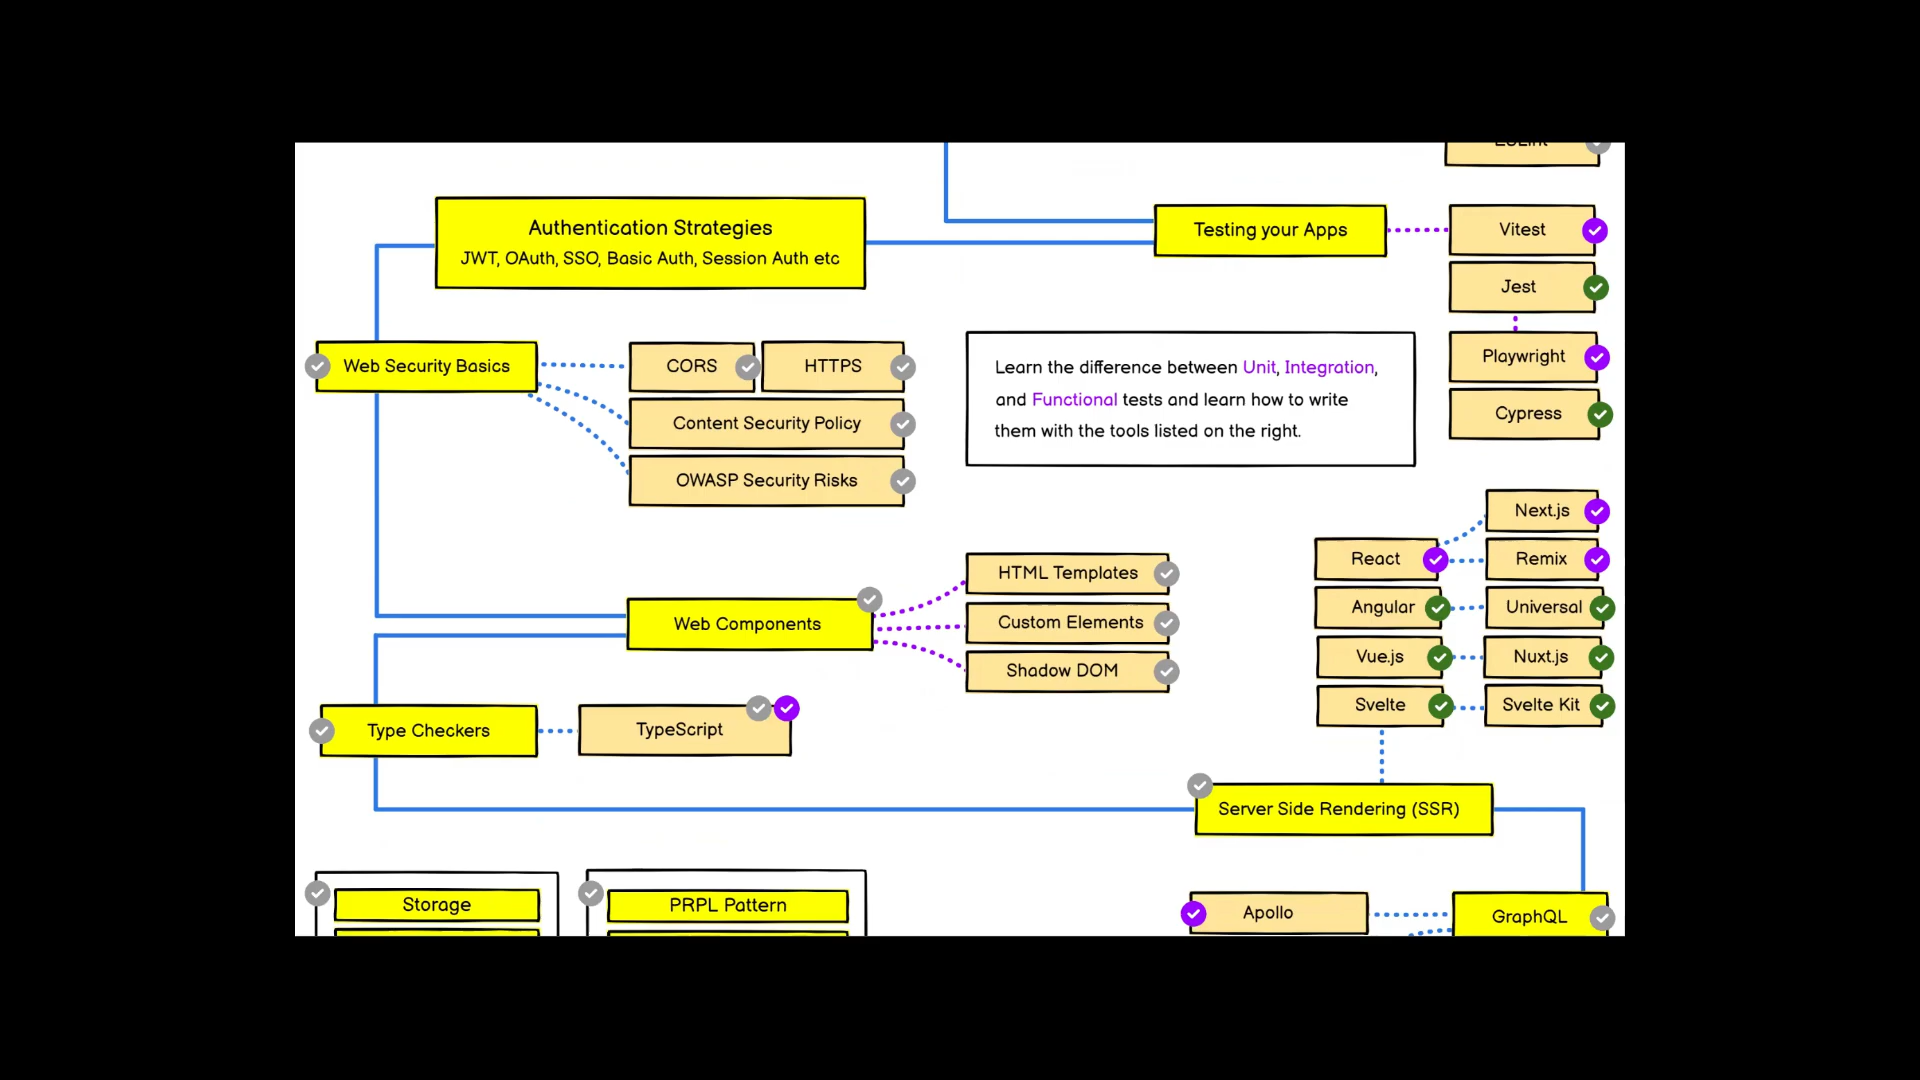 ESLint
Authentication Strategies
JWT, OAuth, SSO, Basic Auth, Session Auth etc
Testing your Apps
Vitest
Jest
Playwright
Cypress
Web Security Basics
CORS
HTTPS
Content Security Policy
OWASP Security Risks
Learn the difference between Unit, Integration,
and Functional tests and learn how to write
them with the tools listed on the right.
Next.js
React
Remix
Angular
Universal
Vue.js
Nuxt.js
Svelte
Svelte Kit
HTML Templates
Web Components
Custom Elements
Shadow DOM
Type Checkers
TypeScript
Server Side Rendering (SSR)
Storage
PRPL Pattern
Apollo
GraphQL